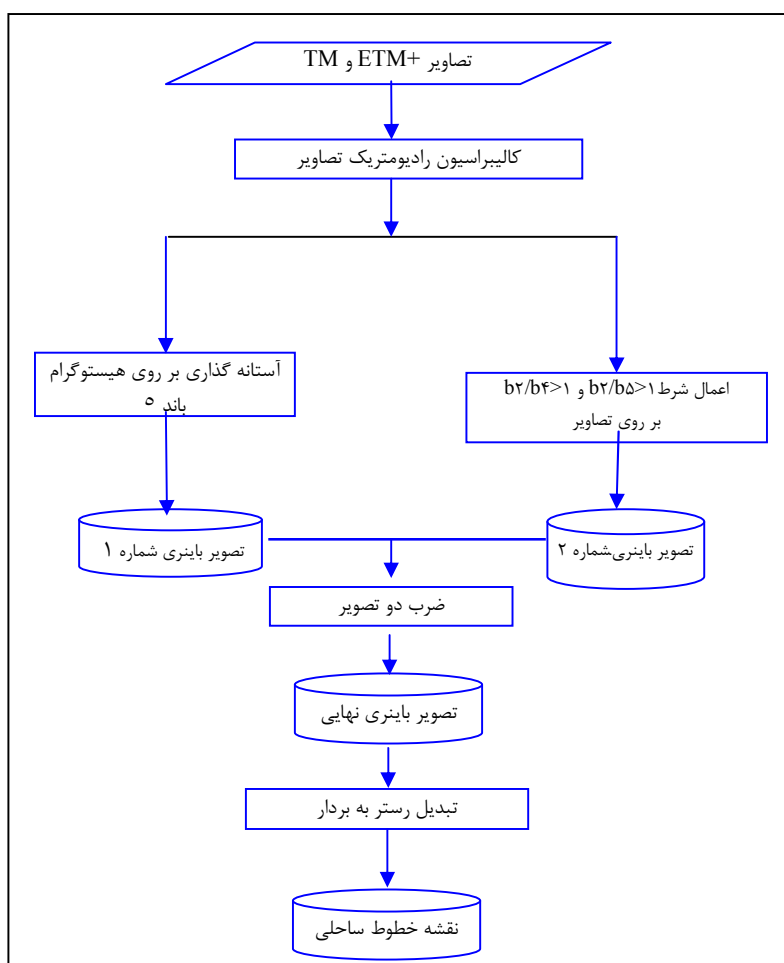 تصاویر ETM+ و TM
کالیبراسیون رادیومتریک تصاویر
آستانه گذاری بر روی هیستوگرام
باند ٥
اعمال شرط b۲/b۵>۱ و b۲/b۴>۱
بر روی تصاویر
تصویر باینری شماره ۱
تصویر باینری شماره ۲
ضرب دو تصویر
تصویر باینری نهایی
تبدیل رستر به بردار
نقشه خطوط ساحلی